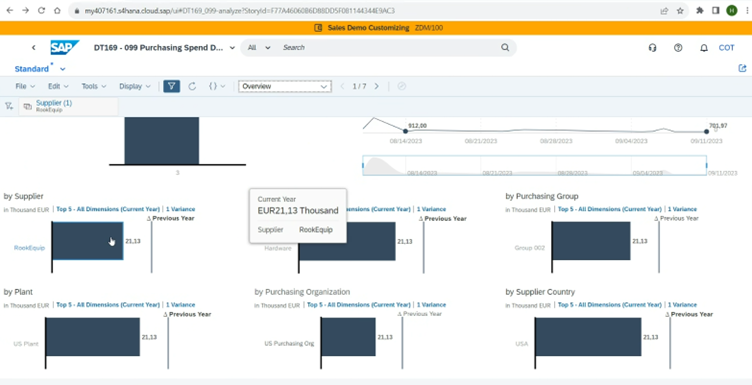 my407161.s4hana.cloud.sap/ui#DT169_099-analyze?StoryId=F77A46060B6D88DD5F081144344E9AC3
H
Sales Demo Customizing ZDM/100
SAP DT169 - 099 Purchasing Spend D... All Search COT
Standard*
File Edit Tools Display Overview 1 / 7
Supplier (1)
RookEquip
912,00 701,97
08/14/2023 08/21/2023 08/28/2023 09/04/2023 09/11/2023
S
08/14/2023 08/21/2023 08/28/2023 09/04/2023 09/11/2023
by Supplier
in Thousand EUR Top 5 - All Dimensions (Current Year) 1 Variance
Δ Previous Year
RookEquip 21,13
Current Year
EUR21,13 Thousand
Supplier RookEquip
1 Variance
Δ Previous Year
Hardware 21,13
by Purchasing Group
in Thousand EUR Top 5 - All Dimensions (Current Year) 1 Variance
Δ Previous Year
Group 002 21,13
by Plant
in Thousand EUR Top 5 - All Dimensions (Current Year) 1 Variance
Δ Previous Year
US Plant 21,13
by Purchasing Organization
in Thousand EUR Top 5 - All Dimensions (Current Year) 1 Variance
Δ Previous Year
US Purchasing Org 21,13
by Supplier Country
in Thousand EUR Top 5 - All Dimensions (Current Year) 1 Variance
Δ Previous Year
USA 21,13